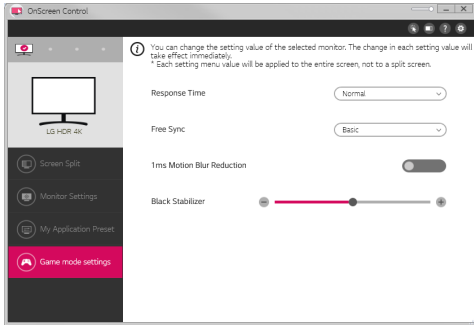 OnScreen Control
You can change the setting value of the selected monitor. The change in each setting value will
take effect immediately.
* Each setting menu value will be applied to the entire screen, not to a split screen.
LG HDR 4K
Screen Split
Monitor Settings
My Application Preset
Game mode settings
Response Time
Normal
Free Sync
Basic
1ms Motion Blur Reduction
Black Stabilizer